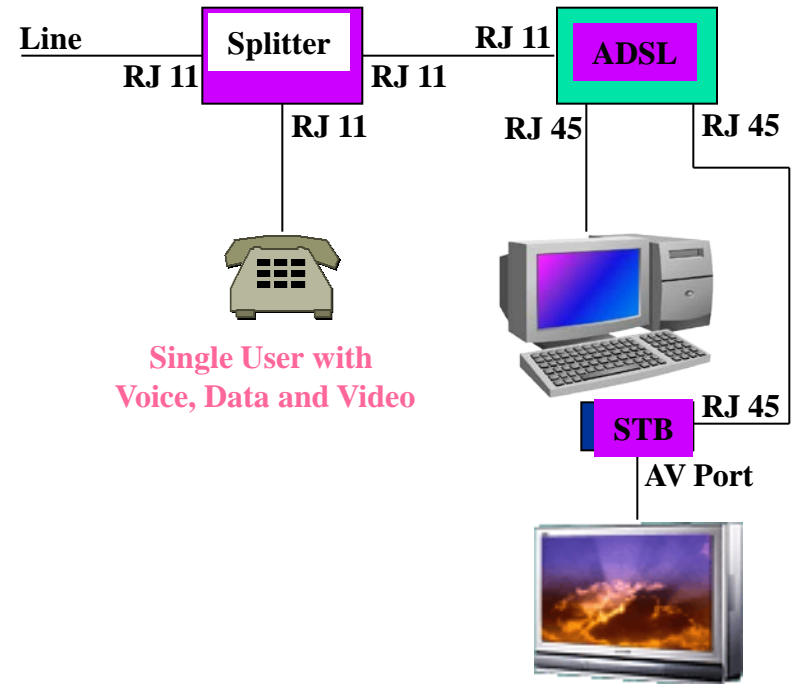 Line
Splitter
RJ 11
ADSL
RJ 11
RJ 11
RJ 11
RJ 45
RJ 45
Single User with
Voice, Data and Video
RJ 45
STB
AV Port